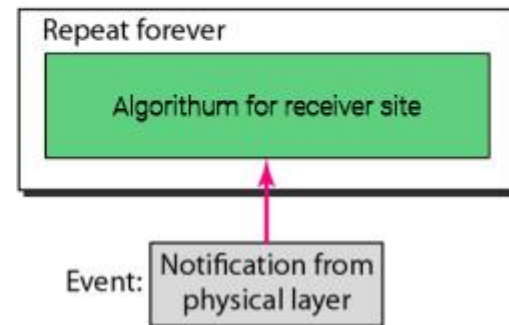 Repeat forever
Algorithum for receiver site
Event:
Notification from
physical layer